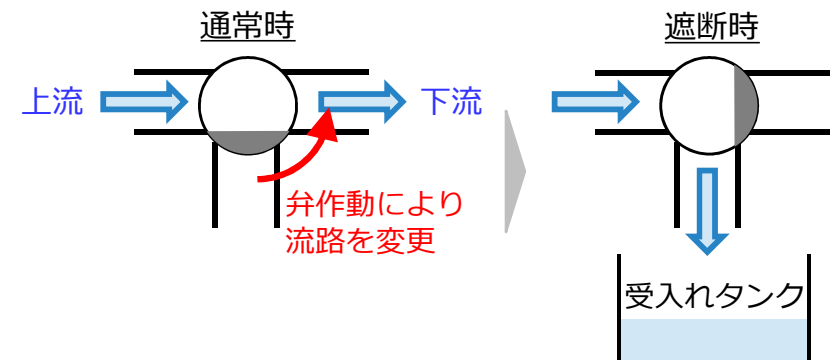 通常時
上流
下流
弁作動により
流路を変更
遮断時
受入れタンク